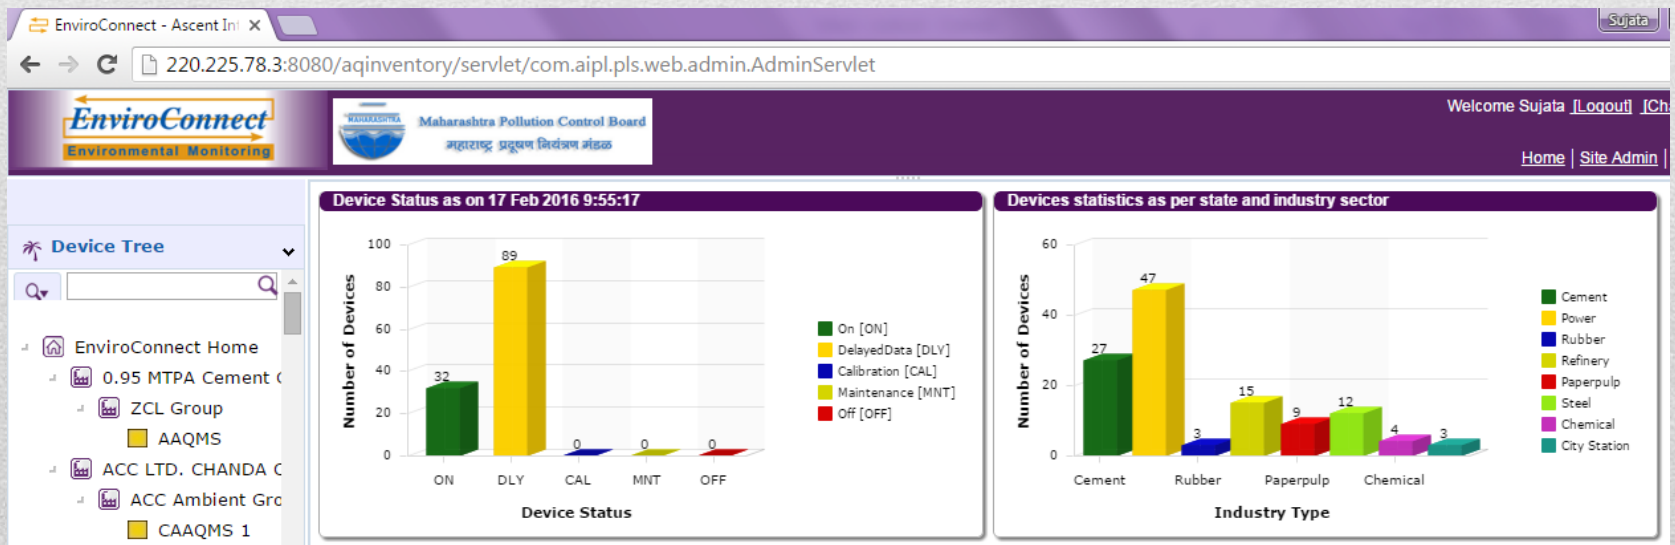 EnviroConnect - Ascent Inf
Sujata
220.225.78.3:8080/aqinventory/servlet/com.aipl.pls.web.admin.AdminServlet
EnviroConnect
Environmental Monitoring
MAHARASHTRA
Maharashtra Pollution Control Board
महाराष्ट्र प्रदूषण नियंत्रण मंडळ
Welcome Sujata [Logout] [Ch
Home | Site Admin |
Device Tree
EnviroConnect Home
0.95 MTPA Cement
ZCL Group
AAQMS
ACC LTD. CHANDA C
ACC Ambient Gro
CAAQMS 1
Device Status as on 17 Feb 2016 9:55:17
Number of Devices
100
80
60
40
20
0
32
89
0
0
0
ON DLY CAL MNT OFF
Device Status
On [ON]
DelayedData [DLY]
Calibration [CAL]
Maintenance [MNT]
Off [OFF]
Devices statistics as per state and industry sector
Number of Devices
60
40
20
0
27
47
3
15
9
12
4
3
Cement Rubber Paperpulp Chemical
Industry Type
Cement
Power
Rubber
Refinery
Paperpulp
Steel
Chemical
City Station